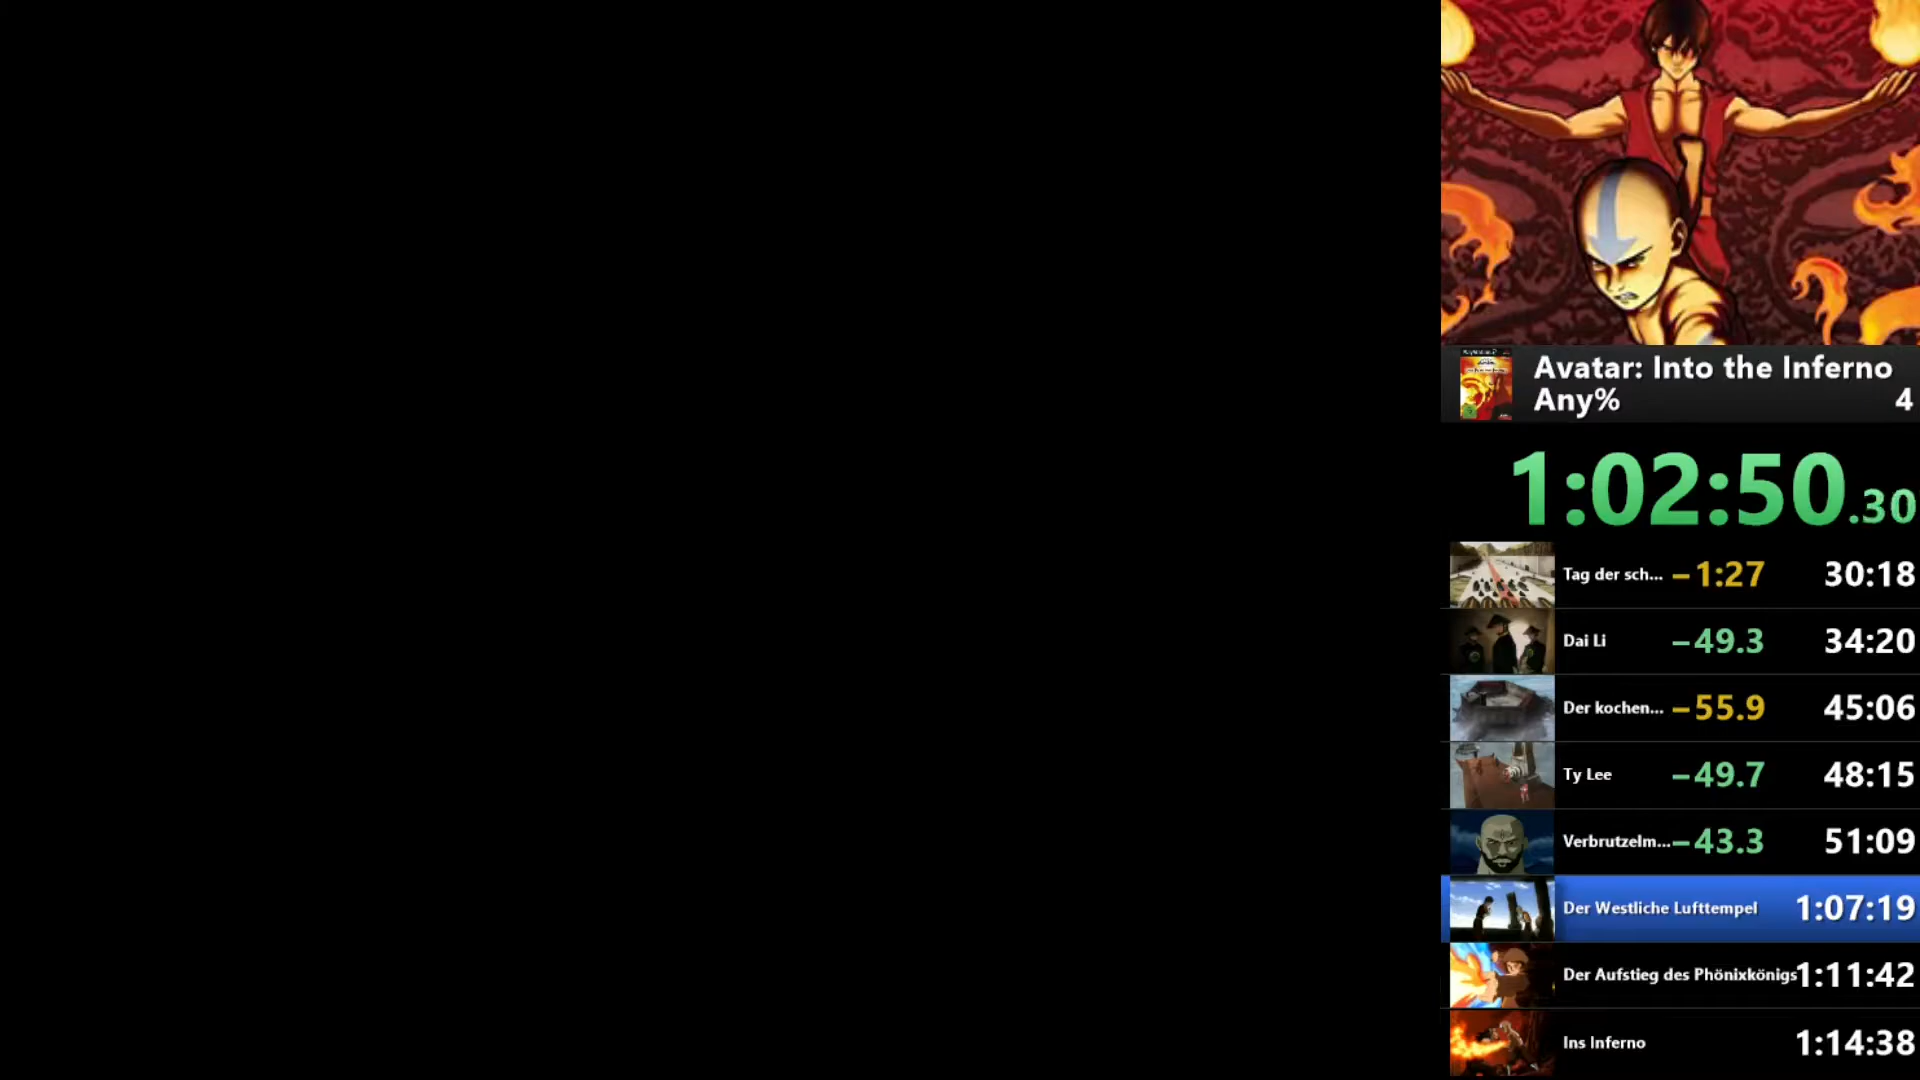 Avatar: Into the Inferno
Any% 4
1:02:50.30
Tag der sch... −1:27 30:18
Dai Li −49.3 34:20
Der kochen... −55.9 45:06
Ty Lee −49.7 48:15
Verbrutzelm... −43.3 51:09
Der Westliche Lufttempel 1:07:19
Der Aufstieg des Phönixkönigs 1:11:42
Ins Inferno 1:14:38